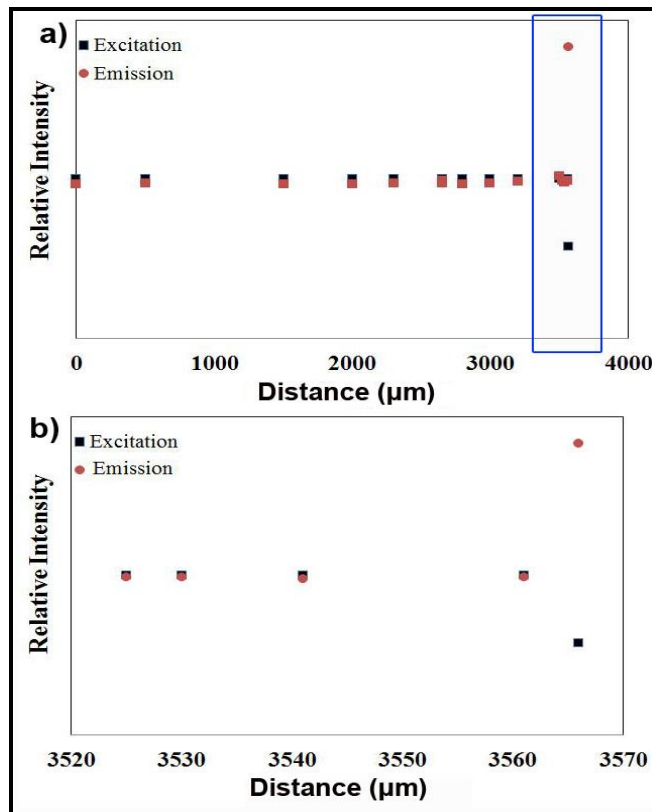 a)
Excitation
Emission
Relative Intensity
0 1000 2000 3000 4000
Distance (µm)
b)
Excitation
Emission
Relative Intensity
3520 3530 3540 3550 3560 3570
Distance (µm)